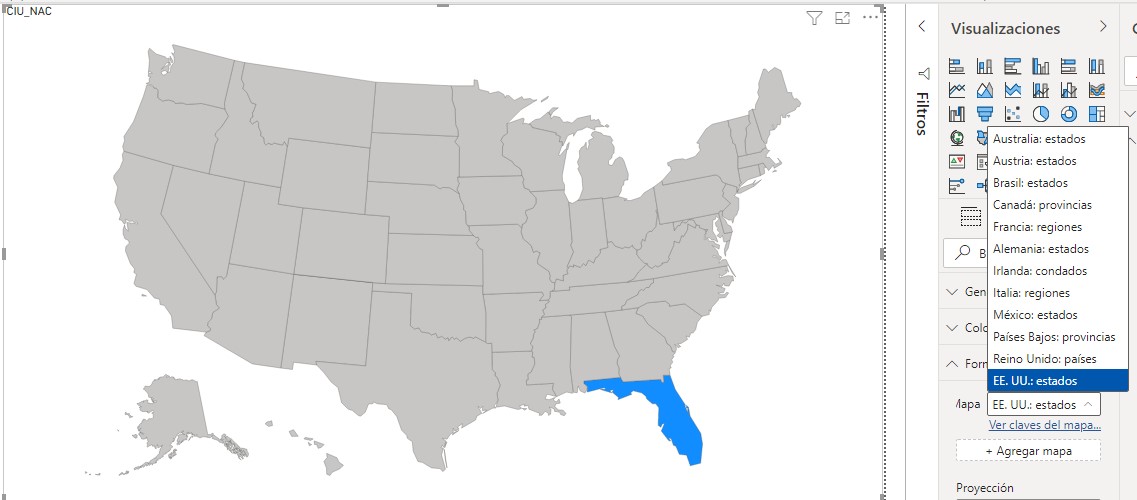 CIU_NAC
Visualizaciones
Filtros
Australia: estados
Austria: estados
Brasil: estados
Canadá: provincias
Francia: regiones
Alemania: estados
Irlanda: condados
Italia: regiones
México: estados
Países Bajos: provincias
Reino Unido: países
EE. UU.: estados
B
Gen
Colo
Form
Mapa
EE. UU.: estados
Ver claves del mapa...
+ Agregar mapa
Proyección